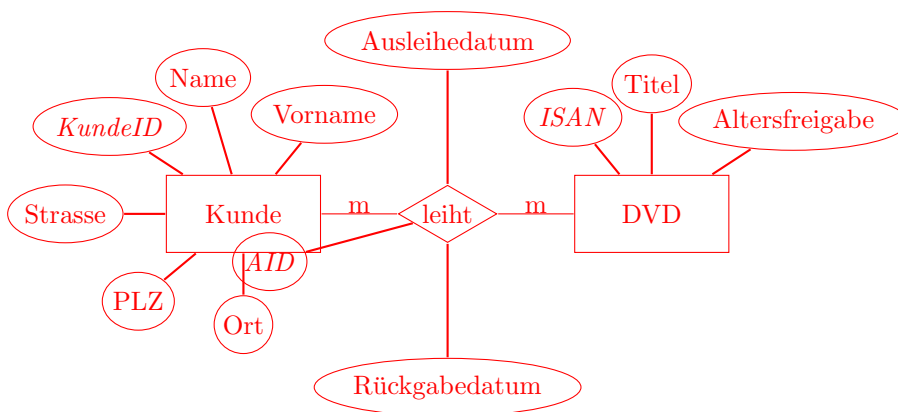 Ausleihedatum
Name
Titel
KundeID
Vorname
ISAN
Altersfreigabe
Strasse
Kunde
m
leiht
m
DVD
AID
PLZ
Ort
Rückgabedatum